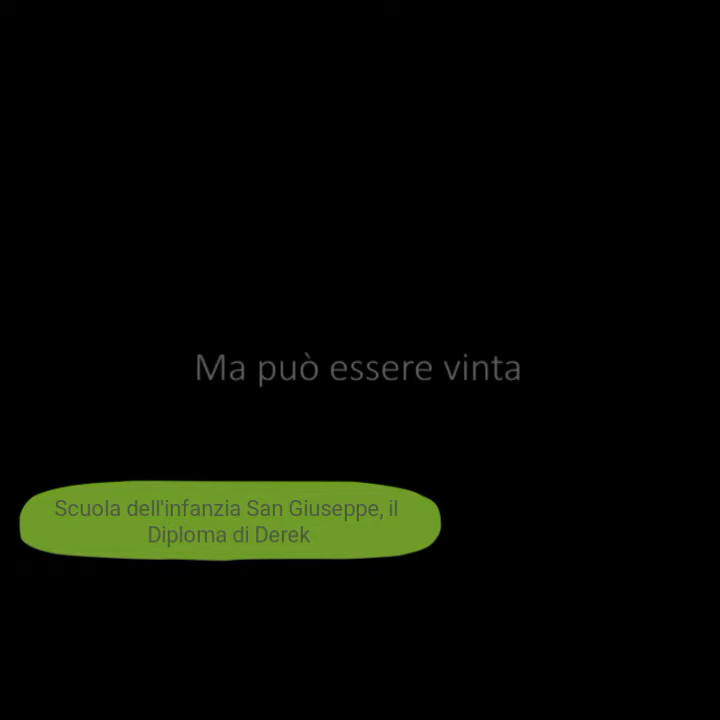 Ma può essere vinta
Scuola dell'infanzia San Giuseppe, il
Diploma di Derek